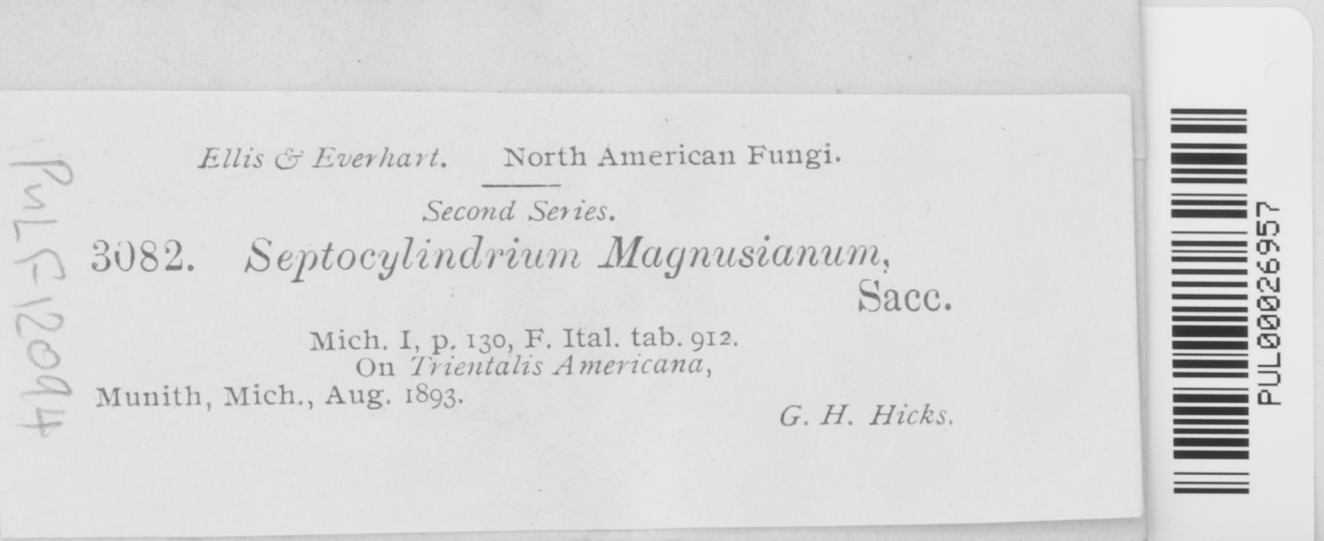 Ellis & Everhart. North American Fungi.
Second Series.
3082. Septocylindrium Magnusianum,
Sacc.
Mich. I, p. 130, F. Ital. tab. 912.
On Trientalis Americana,
Munith, Mich., Aug. 1893.
G. H. Hicks.
PUL F-12094
PUL00026957